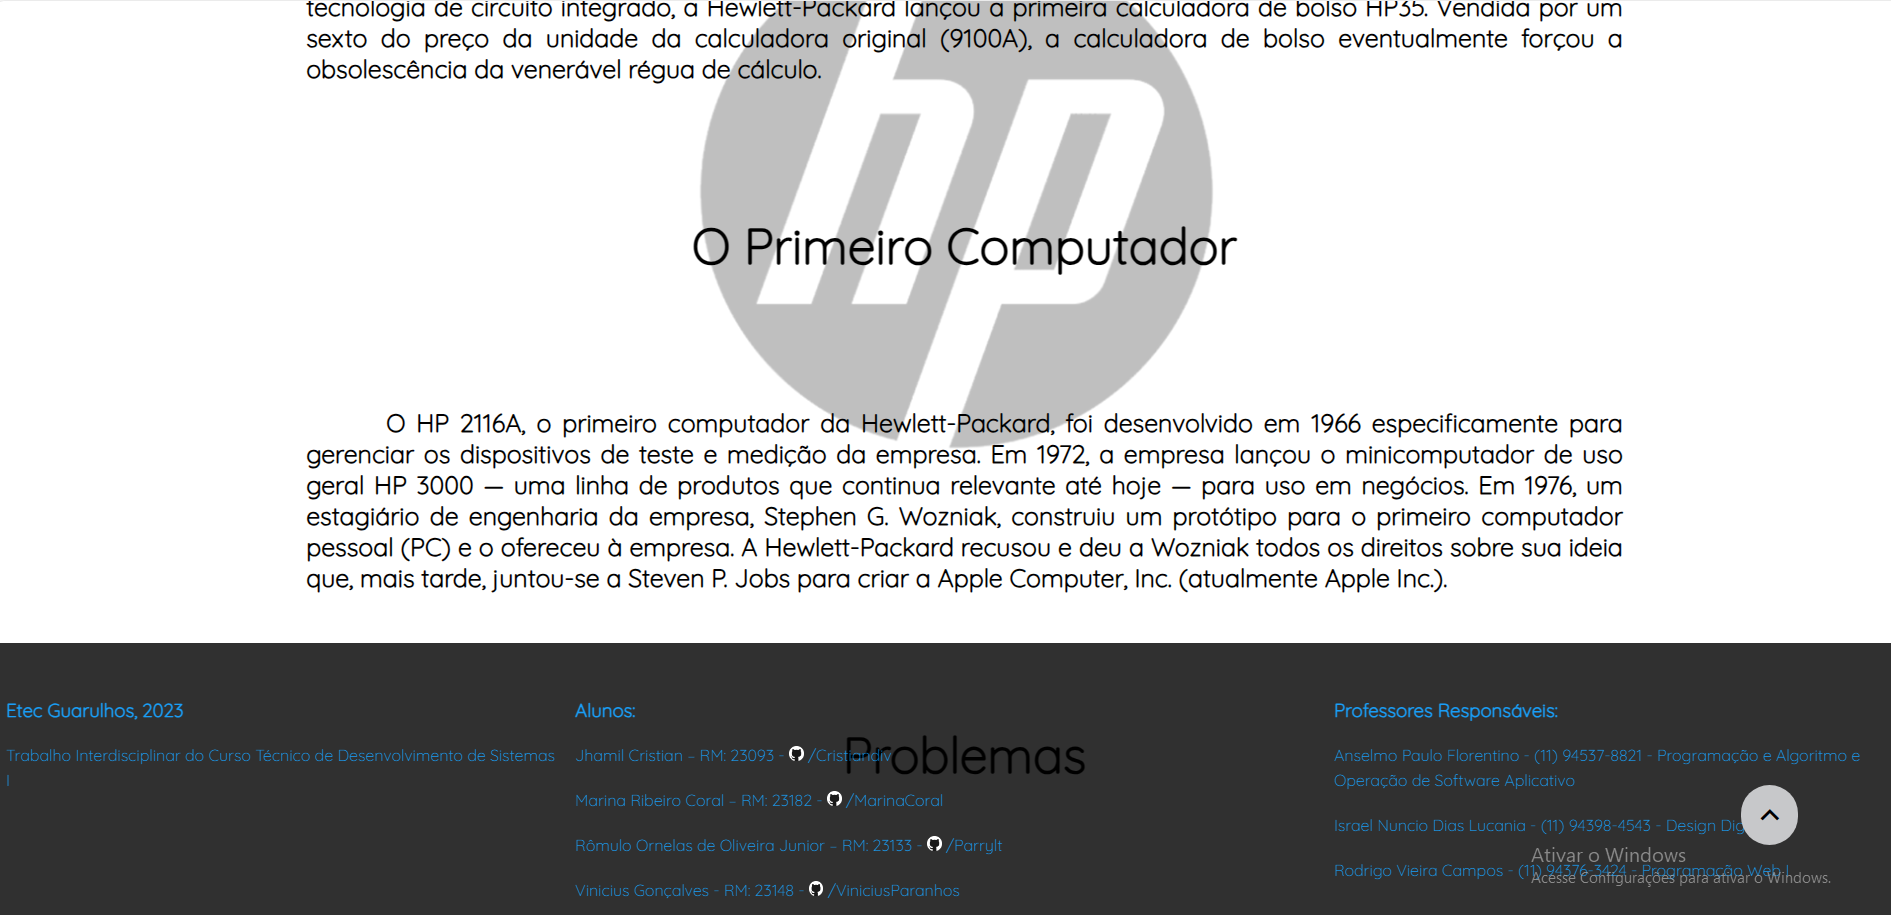 tecnologia de circuito integrado, a Hewlett-Packard lançou a primeira calculadora de bolso HP35. Vendida por um
sexto do preço da unidade da calculadora original (9100A), a calculadora de bolso eventualmente forçou a
obsolescência da venerável régua de cálculo.
hp
O Primeiro Computador
O HP 2116A, o primeiro computador da Hewlett-Packard, foi desenvolvido em 1966 especificamente para
gerenciar os dispositivos de teste e medição da empresa. Em 1972, a empresa lançou o minicomputador de uso
geral HP 3000 — uma linha de produtos que continua relevante até hoje — para uso em negócios. Em 1976, um
estagiário de engenharia da empresa, Stephen G. Wozniak, construiu um protótipo para o primeiro computador
pessoal (PC) e o ofereceu à empresa. A Hewlett-Packard recusou e deu a Wozniak todos os direitos sobre sua ideia
que, mais tarde, juntou-se a Steven P. Jobs para criar a Apple Computer, Inc. (atualmente Apple Inc.).
Etec Guarulhos, 2023
Trabalho Interdisciplinar do Curso Técnico de Desenvolvimento de Sistemas
I
Alunos:
Jhamil Cristian – RM: 23093 - /Cristiandiv
Problemas
Marina Ribeiro Coral – RM: 23182 - /MarinaCoral
Rômulo Ornelas de Oliveira Junior – RM: 23133 - /Parrylt
Vinicius Gonçalves - RM: 23148 - /ViniciusParanhos
Professores Responsáveis:
Anselmo Paulo Florentino - (11) 94537-8821 - Programação e Algoritmo e
Operação de Software Aplicativo
Israel Nuncio Dias Lucania - (11) 94398-4543 - Design
Rodrigo Vieira Campos - (11) 94376-3424 - Programação Web I
Ativar o Windows
Acesse Configurações para ativar o Windows.